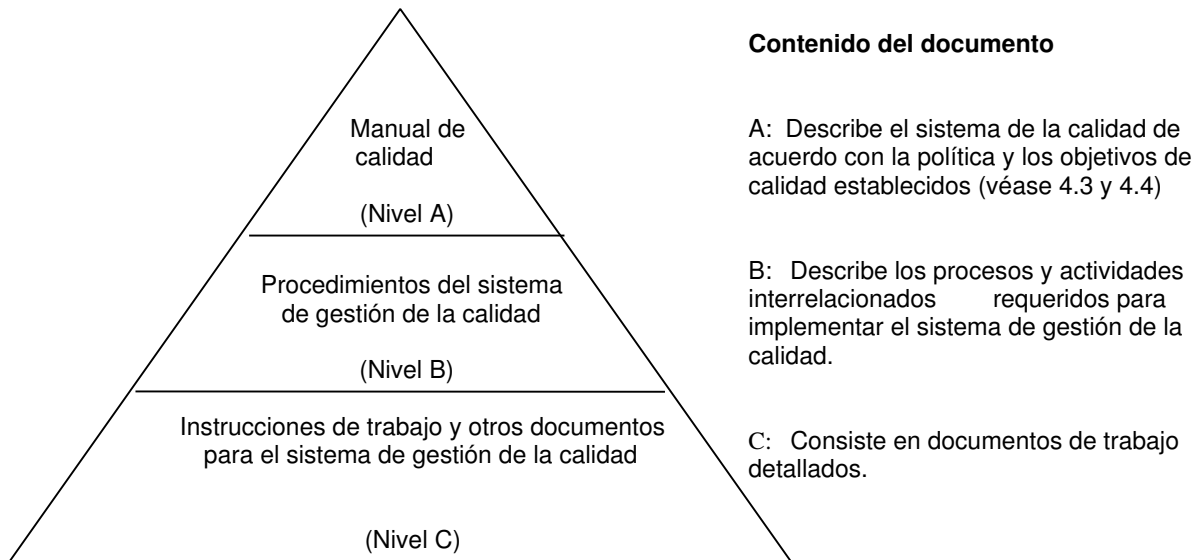 Manual de
calidad
(Nivel A)
Procedimientos del sistema
de gestión de la calidad
(Nivel B)
Instrucciones de trabajo y otros documentos
para el sistema de gestión de la calidad
(Nivel C)
Contenido del documento
A: Describe el sistema de la calidad de
acuerdo con la política y los objetivos de
calidad establecidos (véase 4.3 y 4.4)
B: Describe los procesos y actividades
interrelacionados requeridos para
implementar el sistema de gestión de la
calidad.
C: Consiste en documentos de trabajo
detallados.